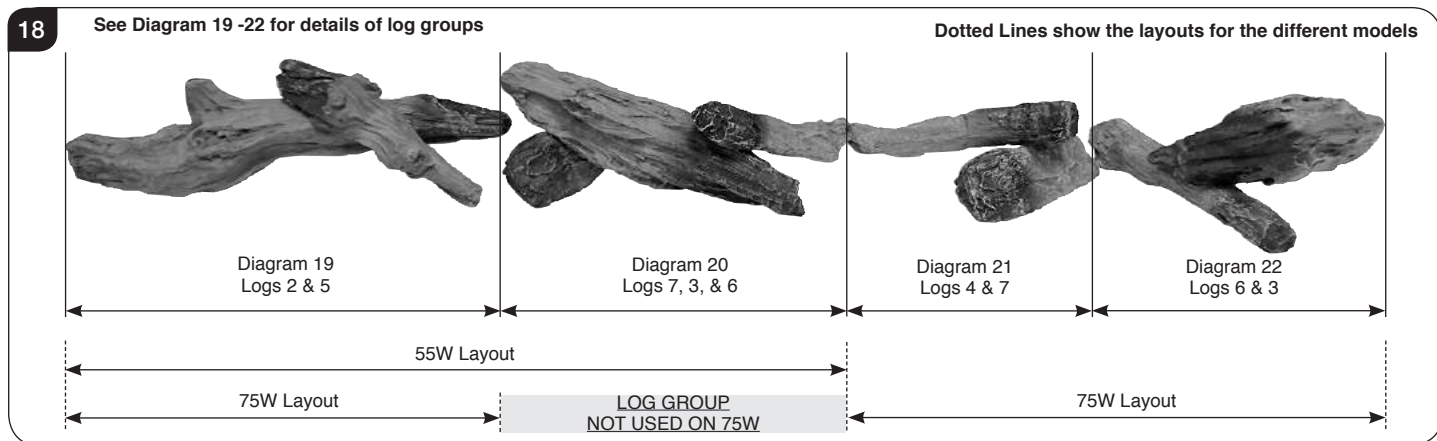 18
See Diagram 19 -22 for details of log groups
Dotted Lines show the layouts for the different models
Diagram 19
Logs 2 & 5
Diagram 20
Logs 7, 3, & 6
Diagram 21
Logs 4 & 7
Diagram 22
Logs 6 & 3
55W Layout
75W Layout
LOG GROUP
NOT USED ON 75W
75W Layout